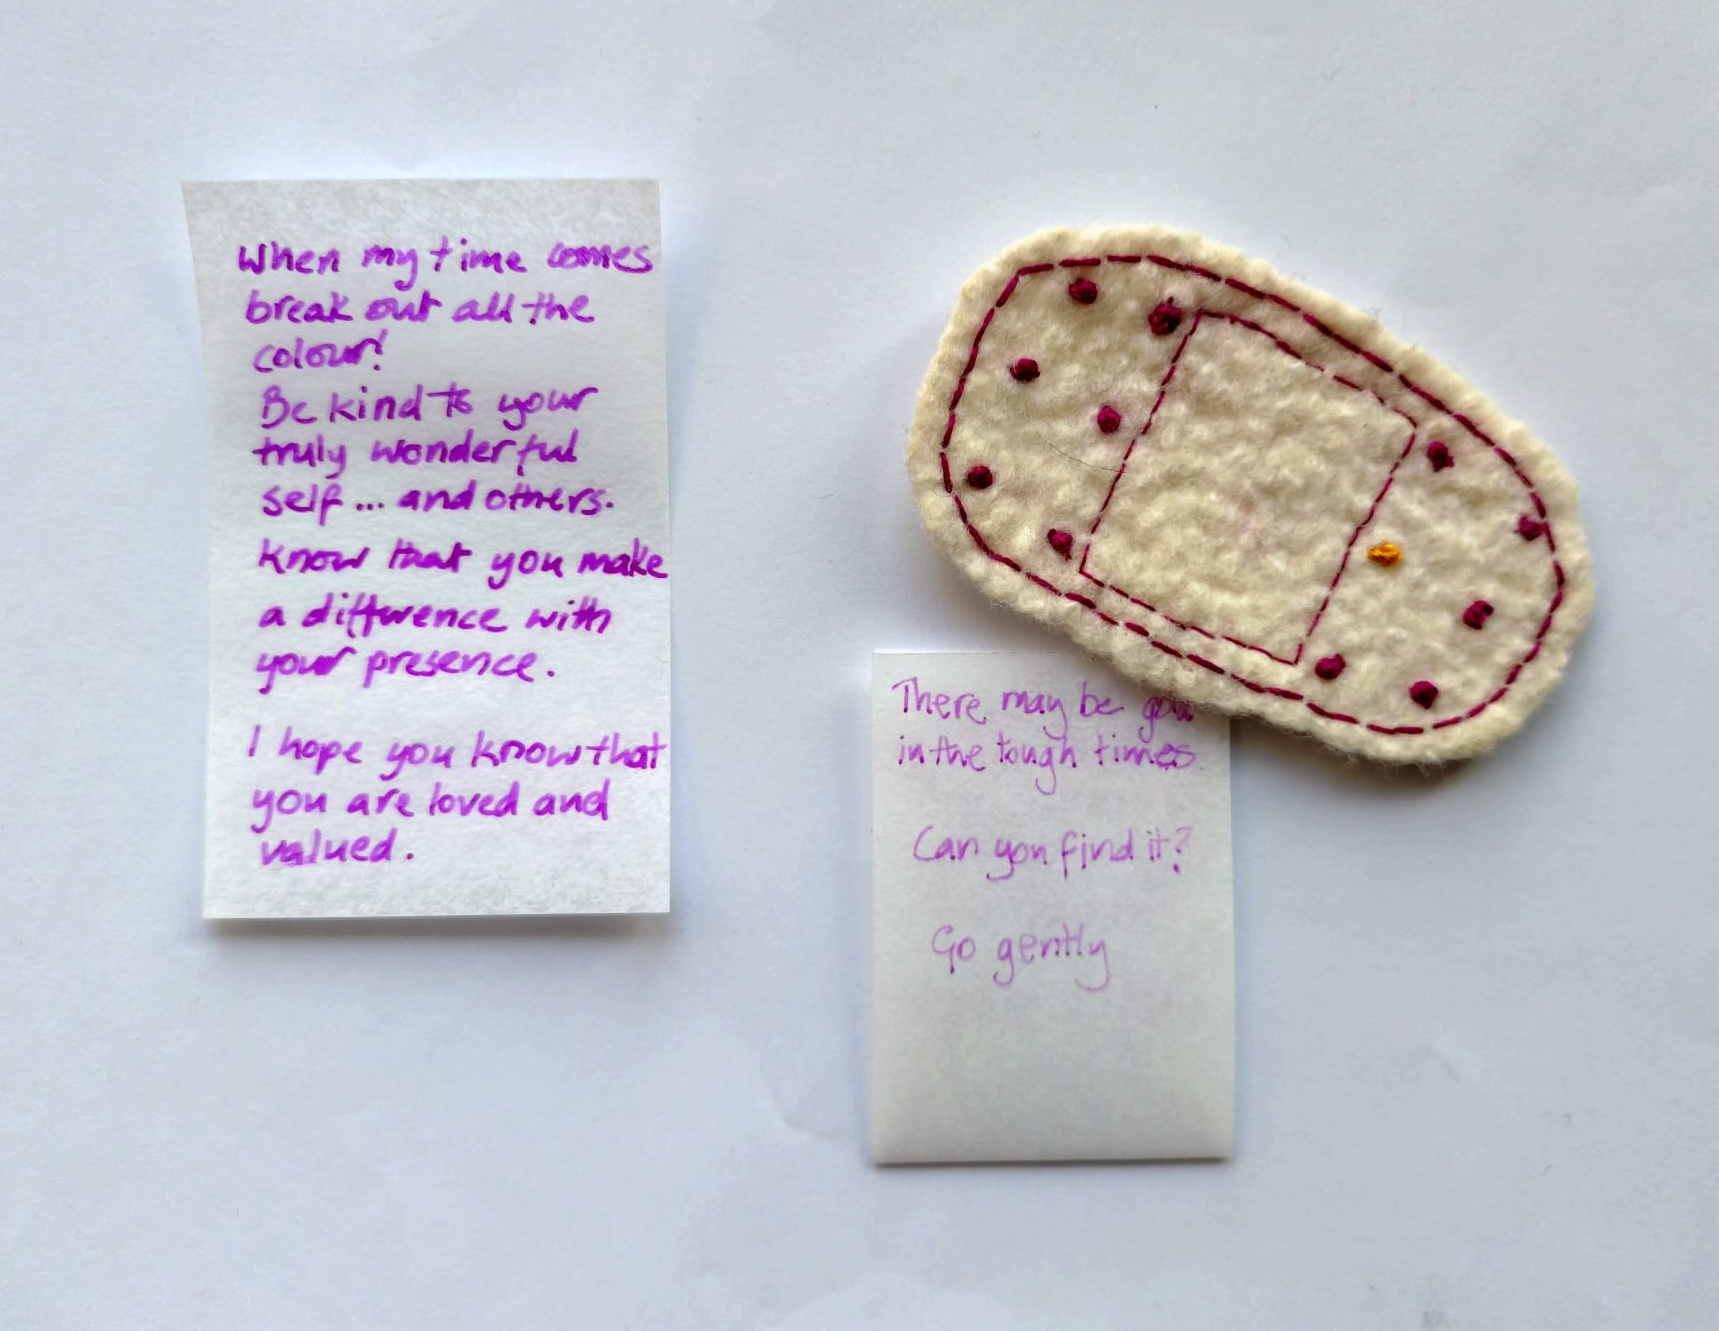 When my time comes
break out all the
colour!
Be kind to your
truly wonderful
self... and others.
Know that you make
a difference with
your presence.
I hope you know that
you are loved and
valued.
There may be
in the tough times.
Can you find it?
Go gently